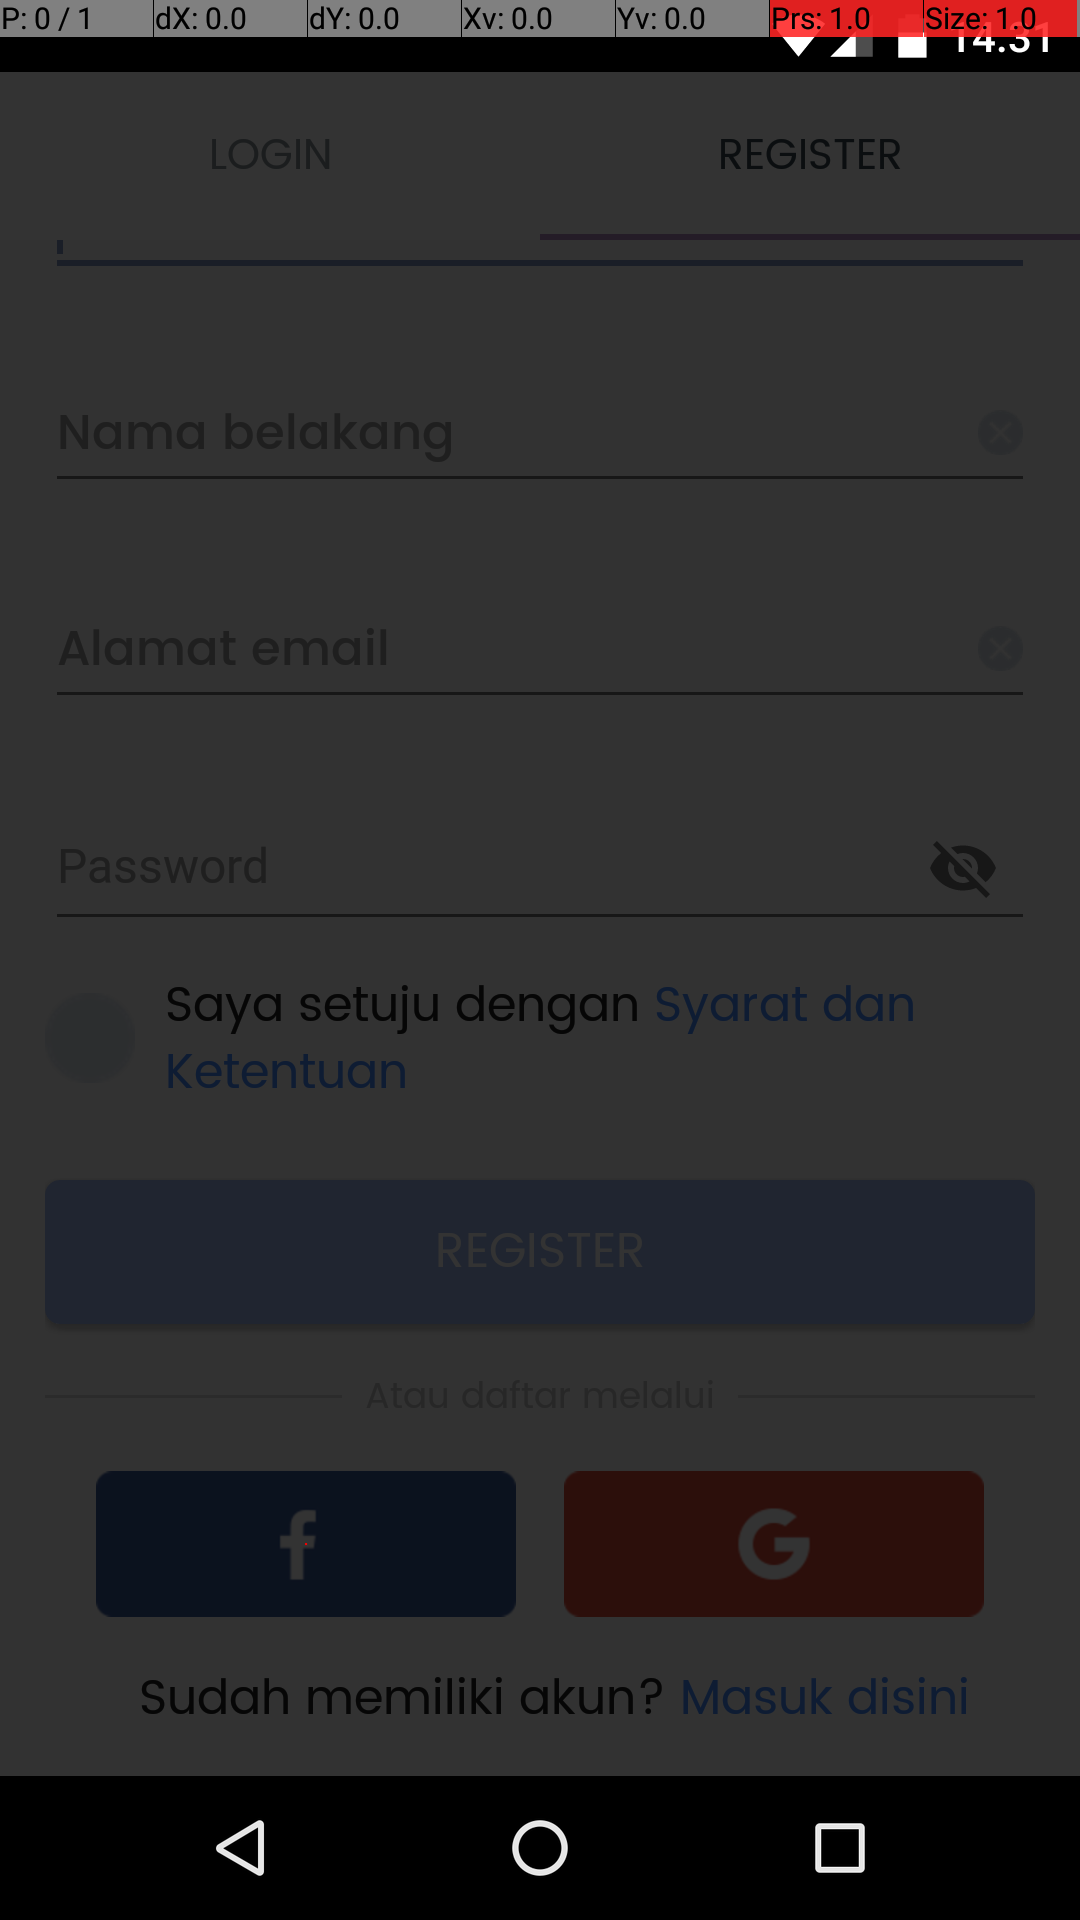 P: 0 / 1 dX: 0.0 dY: 0.0 Xv: 0.0 Yv: 0.0 Prs: 1.0 Size: 1.0
14:31
LOGIN REGISTER
Nama belakang
Alamat email
Password
Saya setuju dengan Syarat dan
Ketentuan
REGISTER
Atau daftar melalui
f G
Sudah memiliki akun? Masuk disini